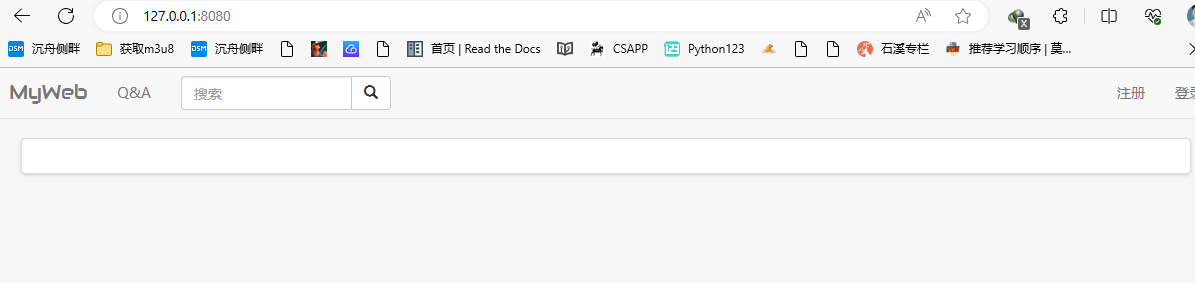 127.0.0.1:8080
沉舟侧畔 获取m3u8 沉舟侧畔 首页 | Read the Docs CSAPP Python123 石溪专栏 推荐学习顺序 | 莫...
MyWeb Q&A 搜索 注册 登录